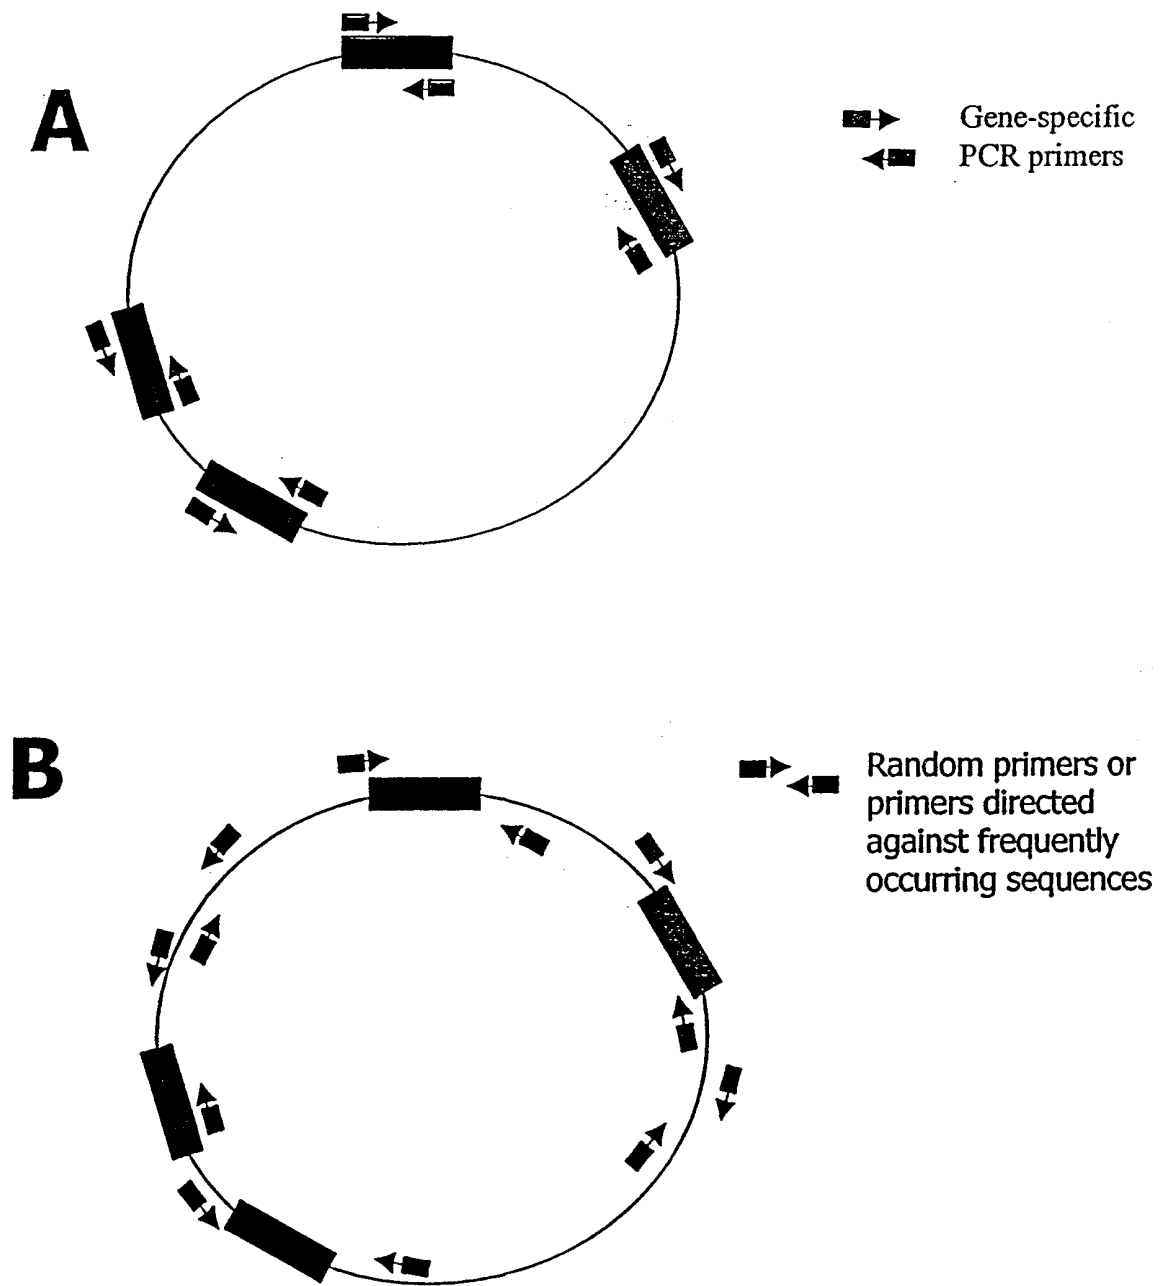 A
Gene-specific
PCR primers
B
Random primers or
primers directed
against frequently
occurring sequences